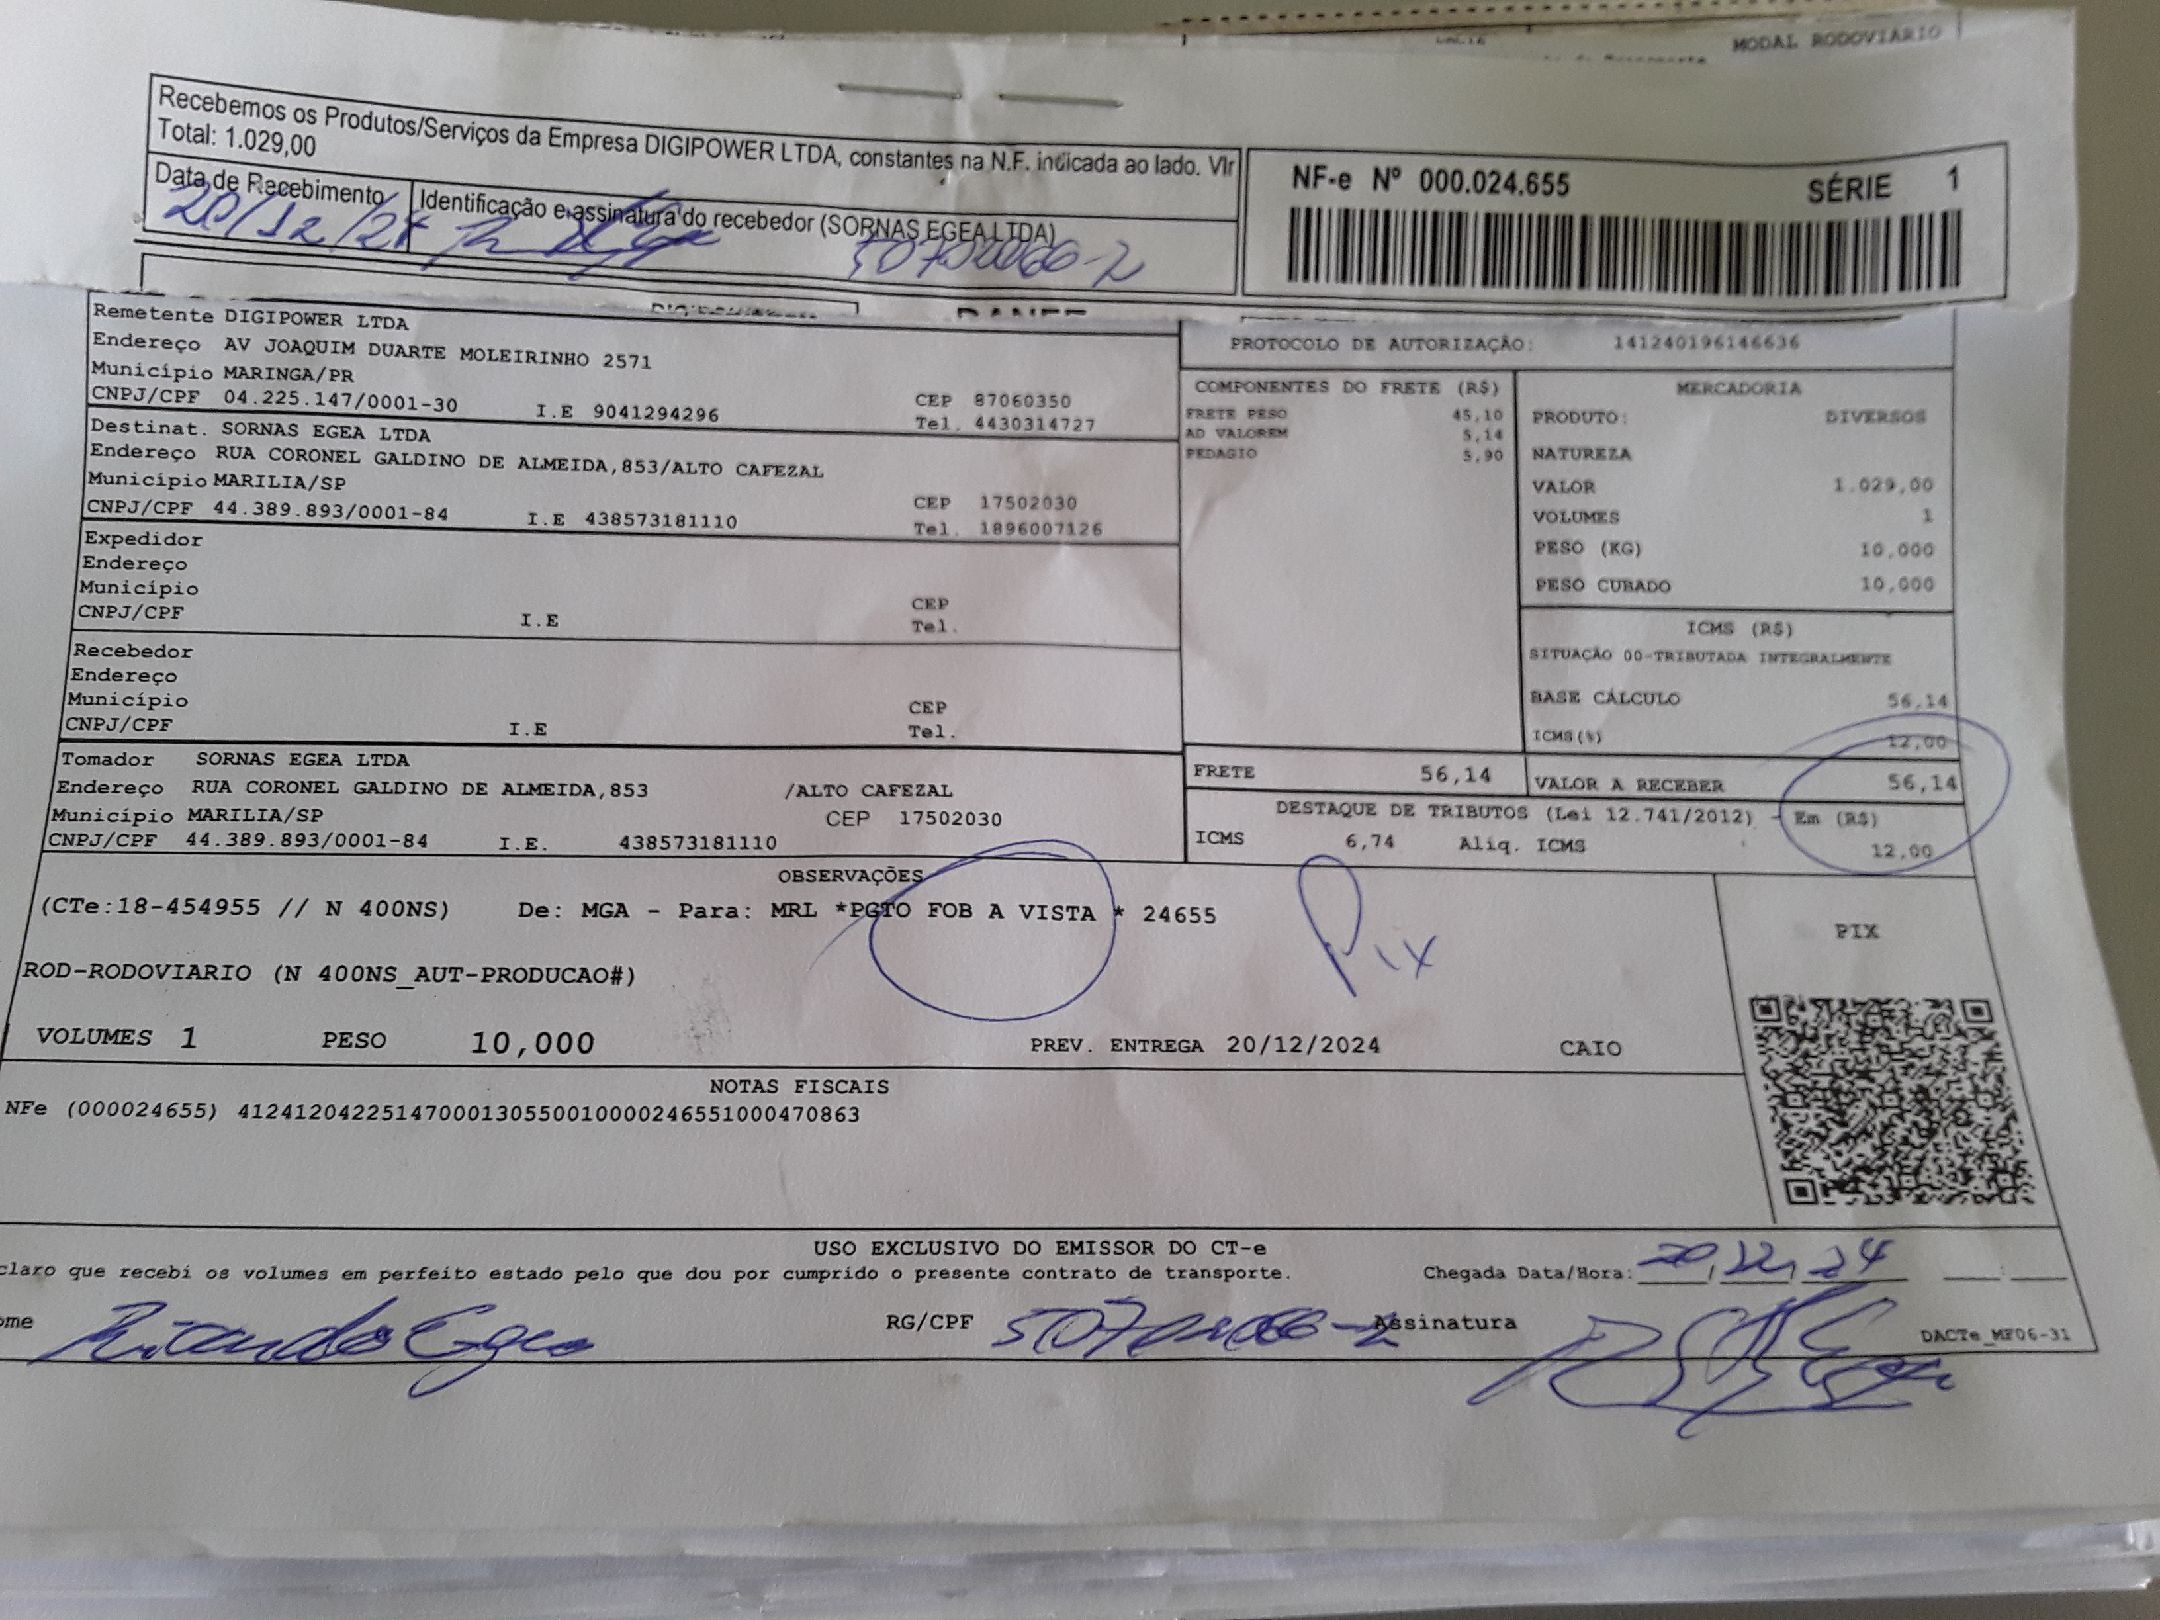 MODAL RODOVIARIO
Recebemos os Produtos/Serviços da Empresa DIGIPOWER LTDA, constantes na N.F. indicada ao lado. Vlr
Total: 1.029,00
Data de Recebimento
Identificação e assinatura do recebedor (SORNAS EGEA LTDA)
20/12/24
NF-e Nº 000.024.655 SÉRIE 1
Remetente DIGIPOWER LTDA
Endereço AV JOAQUIM DUARTE MOLEIRINHO 2571
Município MARINGA/PR
CNPJ/CPF 04.225.147/0001-30 I.E 9041294296
CEP 87060350
Tel. 4430314727
Destinat. SORNAS EGEA LTDA
Endereço RUA CORONEL GALDINO DE ALMEIDA,853/ALTO CAFEZAL
Município MARILIA/SP
CNPJ/CPF 44.389.893/0001-84 I.E 438573181110
CEP 17502030
Tel. 1896007126
Expedidor
Endereço
Município
CNPJ/CPF I.E
CEP
Tel.
Recebedor
Endereço
Município
CNPJ/CPF I.E
CEP
Tel.
Tomador SORNAS EGEA LTDA
Endereço RUA CORONEL GALDINO DE ALMEIDA,853 /ALTO CAFEZAL
Município MARILIA/SP CEP 17502030
CNPJ/CPF 44.389.893/0001-84 I.E. 438573181110
PROTOCOLO DE AUTORIZAÇÃO: 141240196146636
COMPONENTES DO FRETE (R$)
FRETE PESO 45,10
AD VALOREM 5,14
PEDAGIO 5,90
MERCADORIA
PRODUTO: DIVERSOS
NATUREZA
VALOR 1.029,00
VOLUMES 1
PESO (KG) 10,000
PESO CUBADO 10,000
ICMS (R$)
SITUAÇÃO 00-TRIBUTADA INTEGRALMENTE
BASE CÁLCULO 56,14
ICMS(%) 12,00
FRETE 56,14
VALOR A RECEBER 56,14
DESTAQUE DE TRIBUTOS (Lei 12.741/2012) - Em (R$)
ICMS 6,74 Aliq. ICMS 12,00
OBSERVAÇÕES
(CTe:18-454955 // N 400NS) De: MGA - Para: MRL *PGTO FOB A VISTA * 24655
Pix
PIX
ROD-RODOVIARIO (N 400NS_AUT-PRODUCAO#)
VOLUMES 1 PESO 10,000 PREV. ENTREGA 20/12/2024 CAIO
NOTAS FISCAIS
NFe (000024655) 41241204225147000130550010000246551000470863
USO EXCLUSIVO DO EMISSOR DO CT-e
claro que recebi os volumes em perfeito estado pelo que dou por cumprido o presente contrato de transporte.
Chegada Data/Hora: 20/12/24
ome Ricardo Egea RG/CPF Assinatura
DACTe_MF06-31